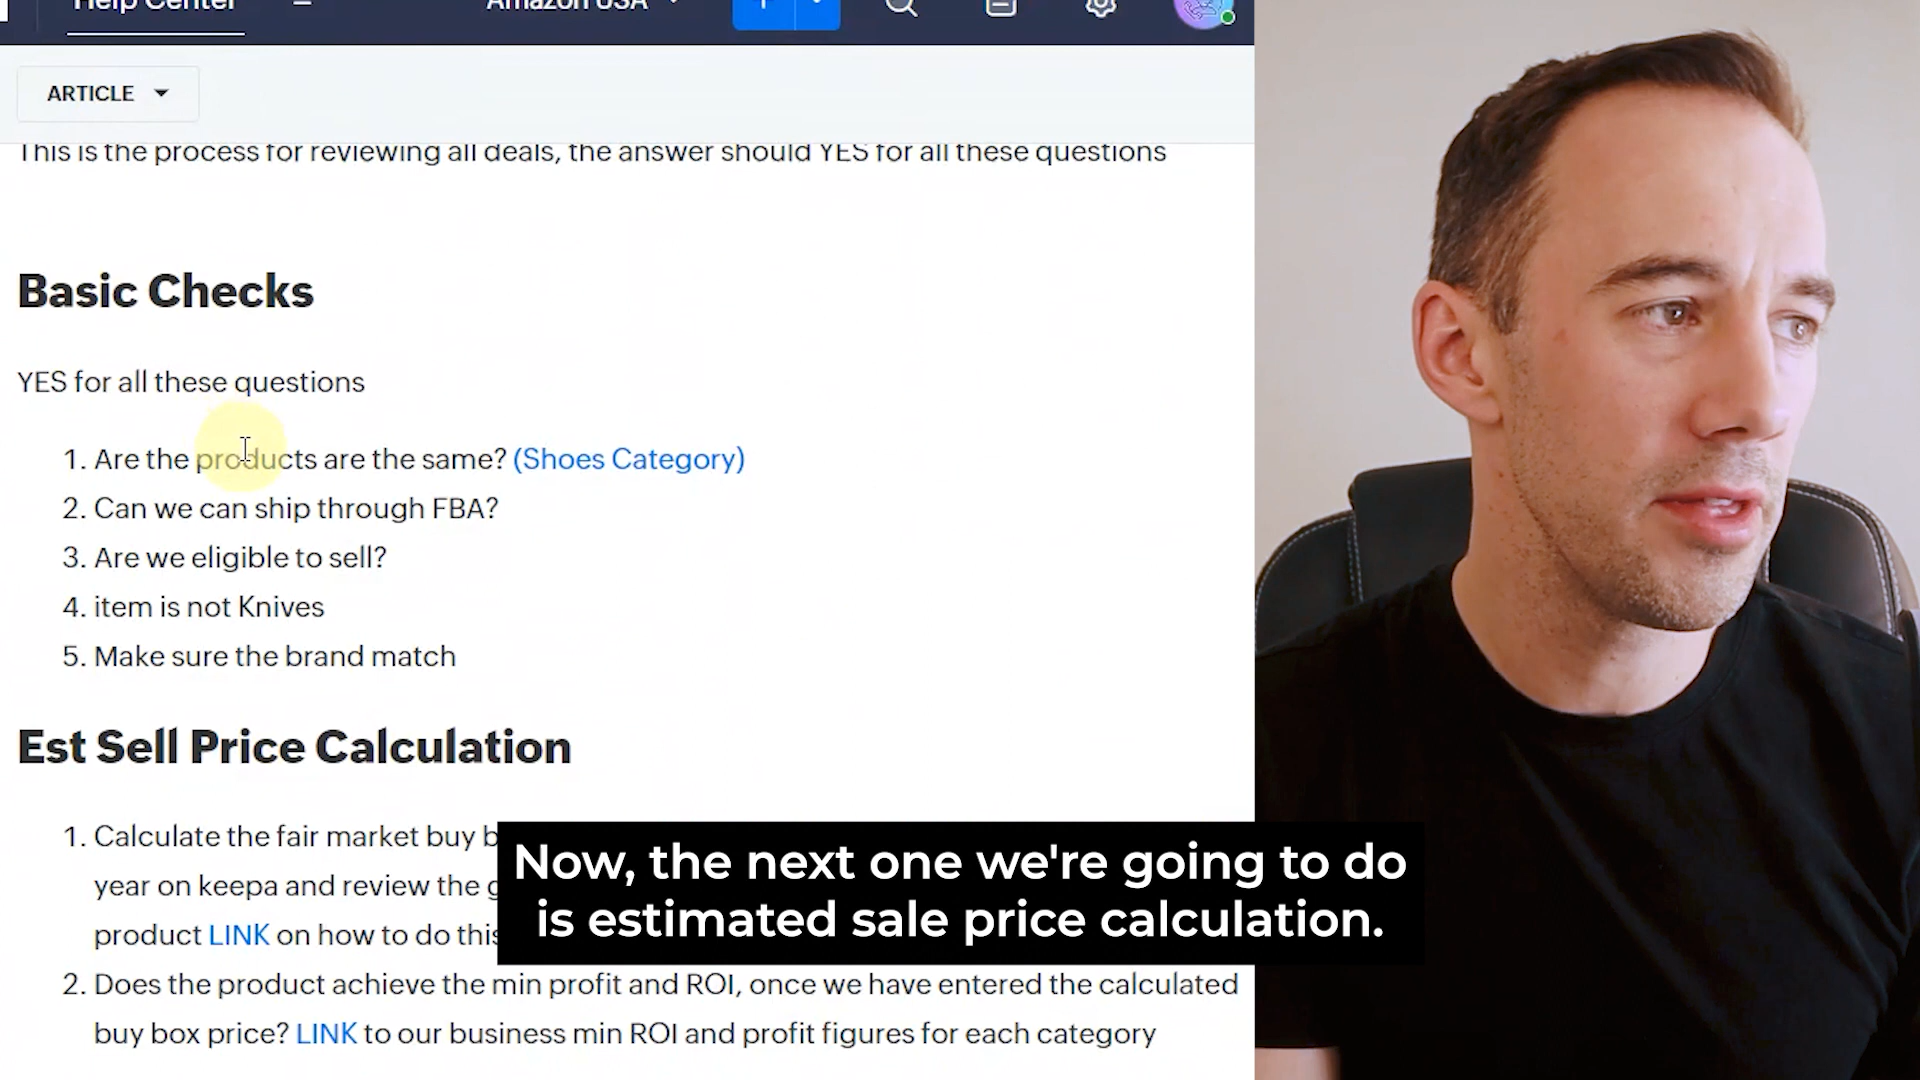 Help Center
Amazon USA
ARTICLE
This is the process for reviewing all deals, the answer should YES for all these questions
Basic Checks
YES for all these questions
1. Are the products are the same? (Shoes Category)
2. Can we can ship through FBA?
3. Are we eligible to sell?
4. item is not Knives
5. Make sure the brand match
Est Sell Price Calculation
1. Calculate the fair market buy
year on keepa and review the
product LINK on how to do this
2. Does the product achieve the min profit and ROI, once we have entered the calculated
buy box price? LINK to our business min ROI and profit figures for each category
Now, the next one we're going to do
is estimated sale price calculation.